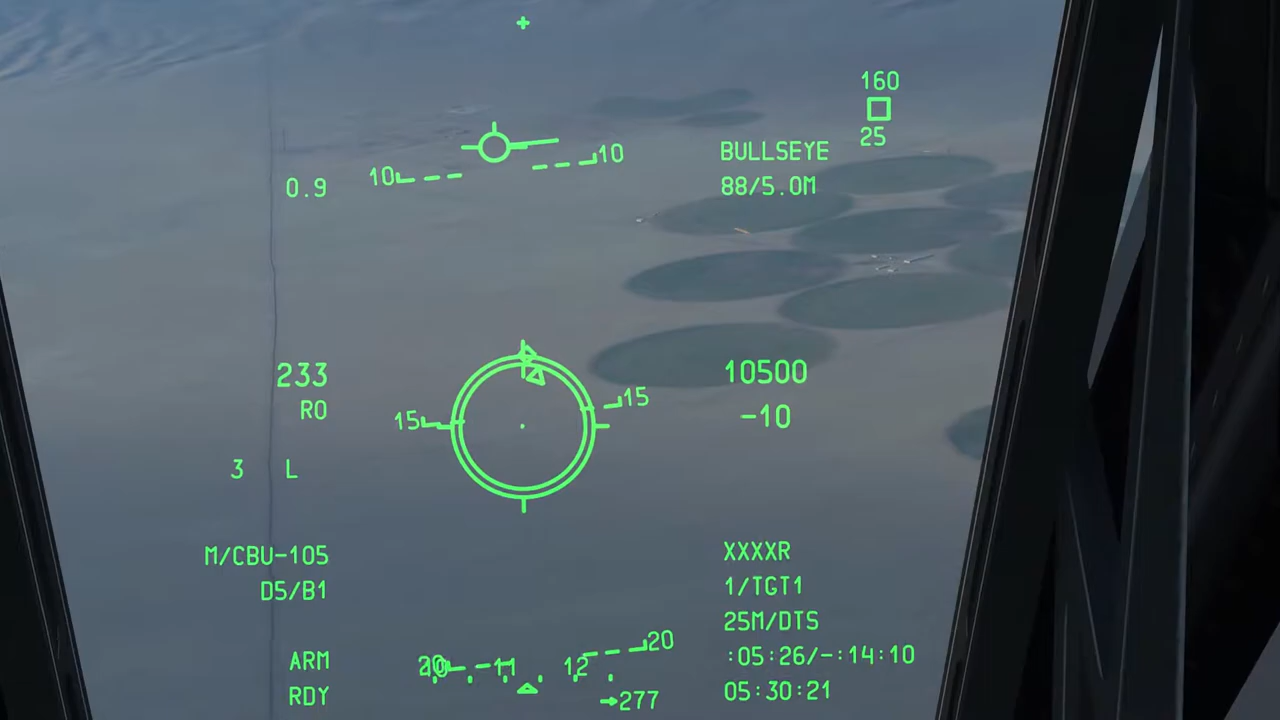 160
25
BULLSEYE
88/5.0M
10 10
0.9
233
R0
10500
-10
15 15
3 L
M/CBU-105
D5/B1
XXXXR
1/TGT1
25M/DTS
:05:26/-:14:10
05:30:21
20
11 12
ARM
RDY
→277